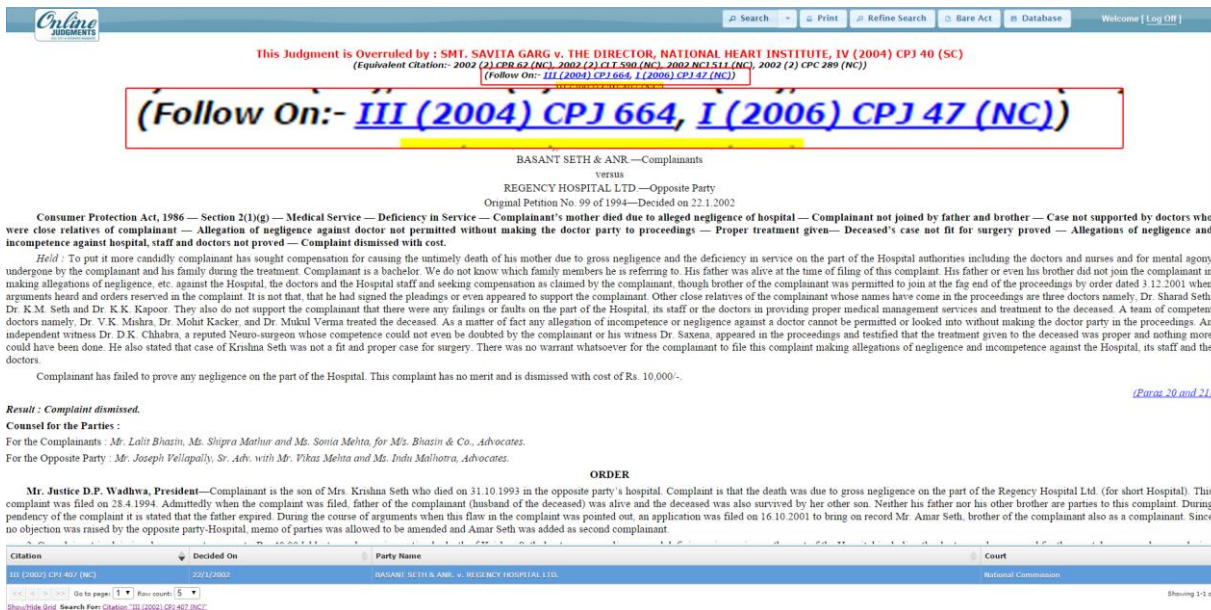 Online
JUDGMENTS
Search Print Refine Search Bare Act Database Welcome [ Log Off ]
This Judgment is Overruled by : SMT. SAVITA GARG v. THE DIRECTOR, NATIONAL HEART INSTITUTE, IV (2004) CPJ 40 (SC)
(Equivalent Citation:- 2002 (2) CPR 62 (NC), 2002 (2) CLT 590 (NC), 2002 NCJ 511 (NC), 2002 (2) CPC 289 (NC))
(Follow On:- III (2004) CPJ 664, I (2006) CPJ 47 (NC))
(Follow On:- III (2004) CPJ 664, I (2006) CPJ 47 (NC))
BASANT SETH & ANR.—Complainants
versus
REGENCY HOSPITAL LTD.—Opposite Party
Original Petition No. 99 of 1994—Decided on 22.1.2002
Consumer Protection Act, 1986 — Section 2(1)(g) — Medical Service — Deficiency in Service — Complainant's mother died due to alleged negligence of hospital — Complainant not joined by father and brother — Case not supported by doctors who
were close relatives of complainant — Allegation of negligence against doctor not permitted without making the doctor party to proceedings — Proper treatment given— Deceased's case not fit for surgery proved — Allegations of negligence and
incompetence against hospital, staff and doctors not proved — Complaint dismissed with cost.
Held : To put it more candidly complainant has sought compensation for causing the untimely death of his mother due to gross negligence and the deficiency in service on the part of the Hospital authorities including the doctors and nurses and for mental agony
undergone by the complainant and his family during the treatment. Complainant is a bachelor. We do not know which family members he is referring to. His father was alive at the time of filing of this complaint. His father or even his brother did not join the complainant in
making allegations of negligence, etc. against the Hospital, the doctors and the Hospital staff and seeking compensation as claimed by the complainant, though brother of the complainant was permitted to join at the fag end of the proceedings by order dated 3.12.2001 when
arguments heard and orders reserved in the complaint. It is not that, that he had signed the pleadings or even appeared to support the complainant. Other close relatives of the complainant whose names have come in the proceedings are three doctors namely, Dr. Sharad Seth
Dr. K.M. Seth and Dr. K.K. Kapoor. They also do not support the complainant that there were any failings or faults on the part of the Hospital, its staff or the doctors in providing proper medical management services and treatment to the deceased. A team of competent
doctors namely, Dr. V.K. Mishra, Dr. Mohit Kacker, and Dr. Mukul Verma treated the deceased. As a matter of fact any allegation of incompetence or negligence against a doctor cannot be permitted or looked into without making the doctor party in the proceedings. An
independent witness Dr. D.K. Chhabra, a reputed Neuro-surgeon whose competence could not even be doubted by the complainant or his witness Dr. Saxena, appeared in the proceedings and testified that the treatment given to the deceased was proper and nothing more
could have been done. He also stated that case of Krishna Seth was not a fit and proper case for surgery. There was no warrant whatsoever for the complainant to file this complaint making allegations of negligence and incompetence against the Hospital, its staff and the
doctors.
Complainant has failed to prove any negligence on the part of the Hospital. This complaint has no merit and is dismissed with cost of Rs. 10,000/-.
(Paras 20 and 21)
Result : Complaint dismissed.
Counsel for the Parties :
For the Complainants : Mr. Lalit Bhasin, Ms. Shipra Mathur and Ms. Sonia Mehta, for M/s. Bhasin & Co., Advocates.
For the Opposite Party : Mr. Joseph Vellapally, Sr. Adv. with Mr. Vikas Mehta and Ms. Indu Malhotra, Advocates.
ORDER
Mr. Justice D.P. Wadhwa, President—Complainant is the son of Mrs. Krishna Seth who died on 31.10.1993 in the opposite party's hospital. Complaint is that the death was due to gross negligence on the part of the Regency Hospital Ltd. (for short Hospital). This
complaint was filed on 28.4.1994. Admittedly when the complaint was filed, father of the complainant (husband of the deceased) was alive and the deceased was also survived by her other son. Neither his father nor his other brother are parties to this complaint. During
pendency of the complaint it is stated that the father expired. During the course of arguments when this flaw in the complaint was pointed out, an application was filed on 16.10.2001 to bring on record Mr. Amar Seth, brother of the complainant also as a complainant. Since
no objection was raised by the opposite party-Hospital, memo of parties was allowed to be amended and Amar Seth was added as second complainant.
Citation Decided On Party Name Court
III (2002) CPJ 407 (NC) 22/1/2002 BASANT SETH & ANR. v. REGENCY HOSPITAL LTD. National Commission
<< < > >> Go to page: 1 Row count: 5 Showing 1-1 o
Show/Hide Grid Search For: Citation "III (2002) CPJ 407 (NC)"